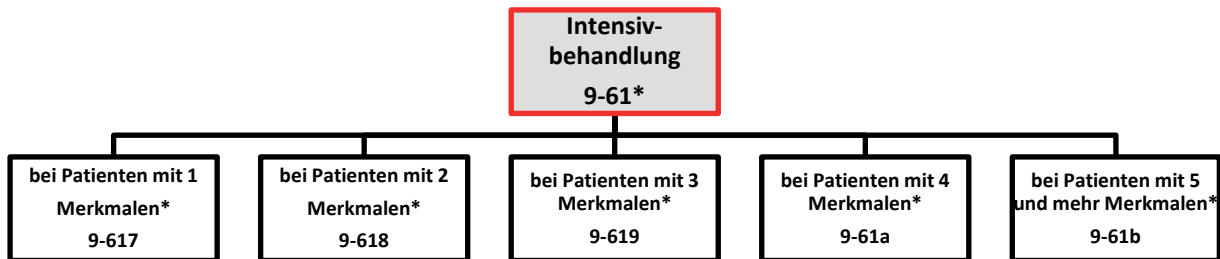 Intensiv-
behandlung
9-61*
bei Patienten mit 1
Merkmalen*
9-617
bei Patienten mit 2
Merkmalen*
9-618
bei Patienten mit 3
Merkmalen*
9-619
bei Patienten mit 4
Merkmalen*
9-61a
bei Patienten mit 5
und mehr Merkmalen*
9-61b